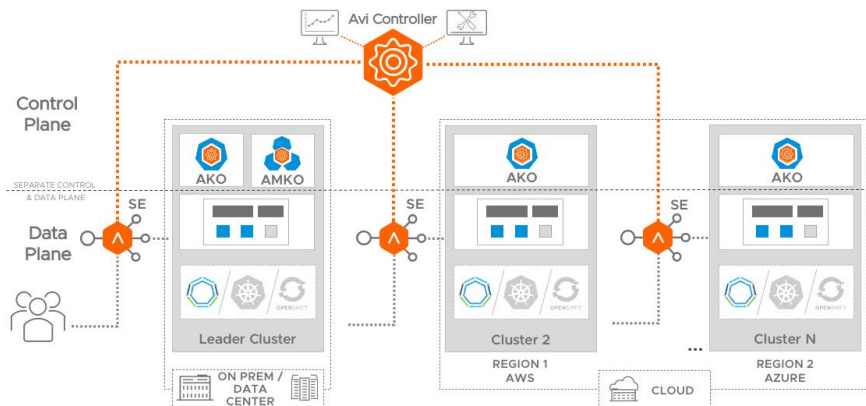 Avi Controller
Control
Plane
AKO
AMKO
AKO
AKO
SEPARATE CONTROL
& DATA PLANE
SE
SE
SE
Data
Plane
OPENSHIFT
OPENSHIFT
OPENSHIFT
Leader Cluster
Cluster 2
Cluster N
...
ON PREM /
DATA
CENTER
REGION 1
AWS
CLOUD
REGION 2
AZURE